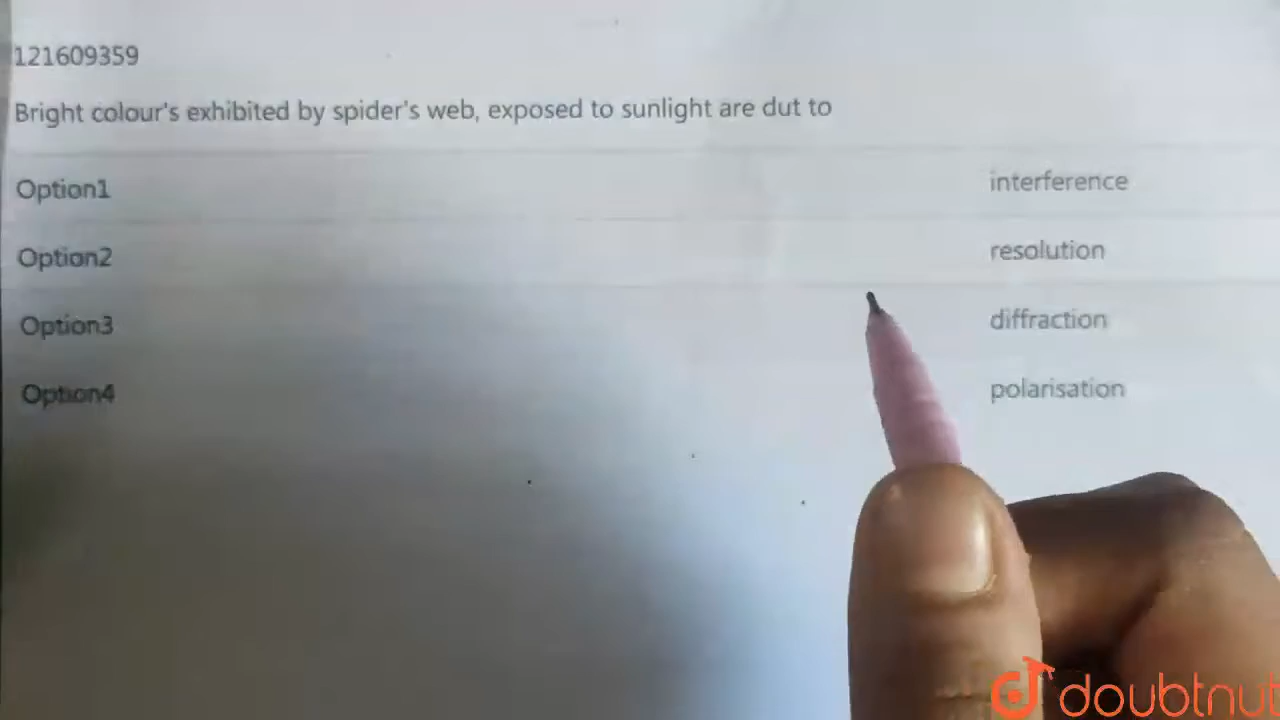 121609359
Bright colour's exhibited by spider's web, exposed to sunlight are dut to
Option1 interference
Option2 resolution
Option3 diffraction
Option4 polarisation
doubtnut